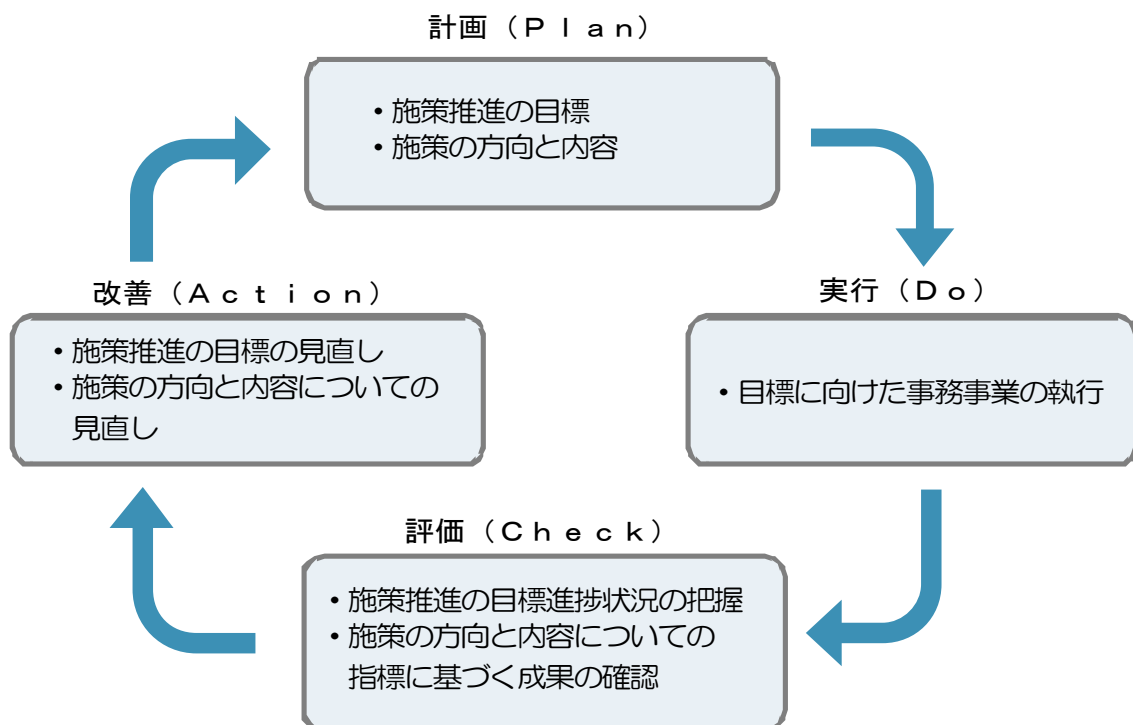 計画（Ｐｌａｎ）
・施策推進の目標
・施策の方向と内容
実行（Ｄｏ）
・目標に向けた事務事業の執行
評価（Ｃｈｅｃｋ）
・施策推進の目標進捗状況の把握
・施策の方向と内容についての
指標に基づく成果の確認
改善（Ａｃｔｉｏｎ）
・施策推進の目標の見直し
・施策の方向と内容についての
見直し